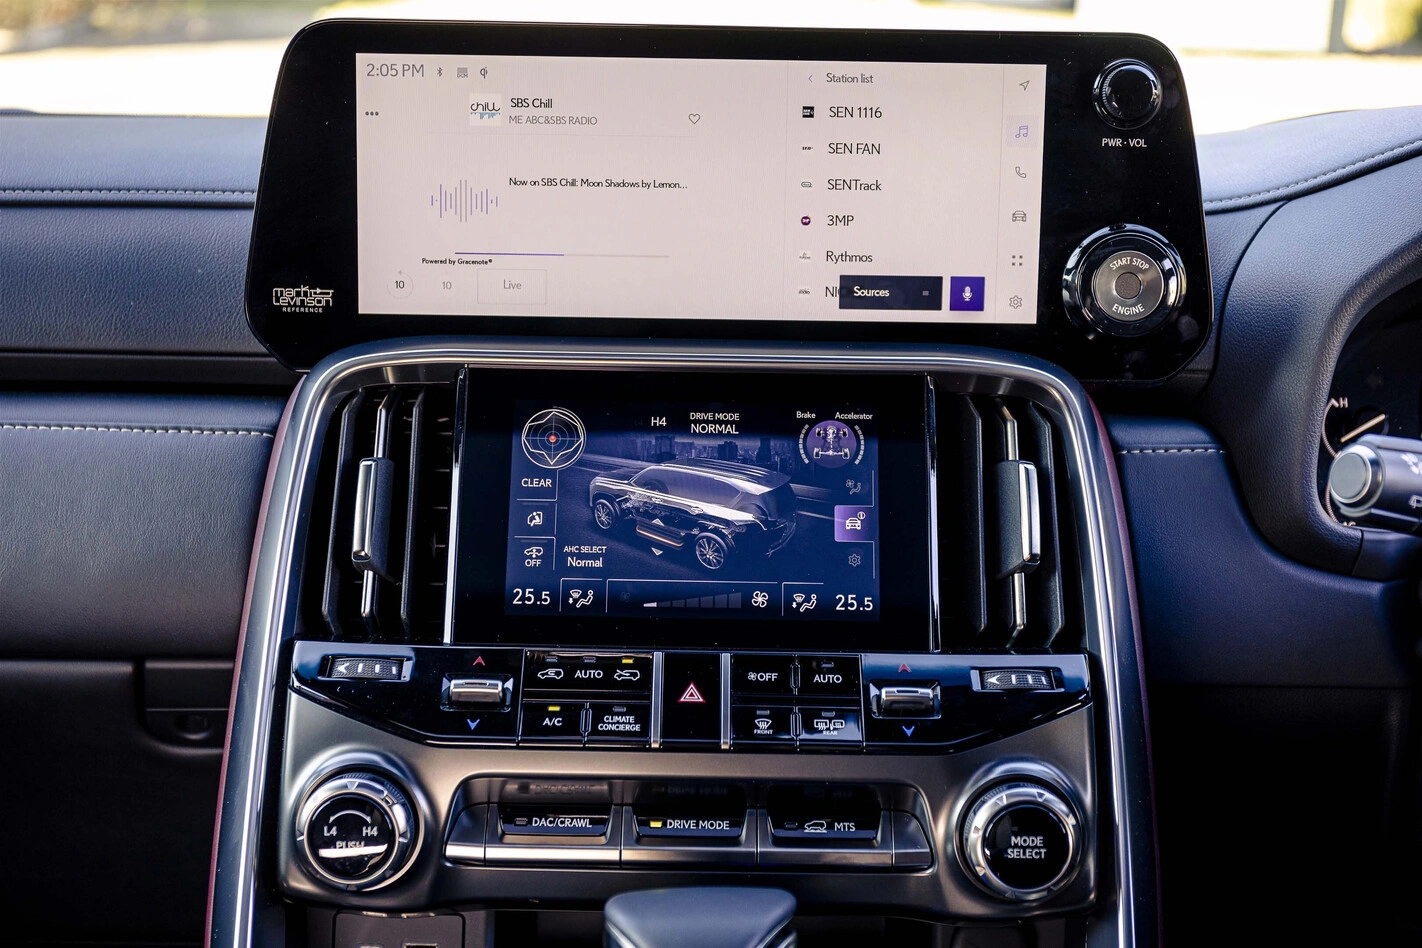 2:05 PM
SBS Chill
ME ABC&SBS RADIO
Now on SBS Chill: Moon Shadows by Lemon...
Powered by Gracenote®
10
10
Live
Station list
SEN 1116
SEN FAN
SENTrack
3MP
Rythmos
Sources
PWR • VOL
START STOP
ENGINE
mark
Levinson
REFERENCE
H4
DRIVE MODE
NORMAL
Brake
Accelerator
CLEAR
OFF
AHC SELECT
Normal
25.5
25.5
AUTO
A/C
CLIMATE
CONCIERGE
OFF
AUTO
FRONT
REAR
L4
H4
PUSH
DAC/CRAWL
DRIVE MODE
MTS
MODE
SELECT
H